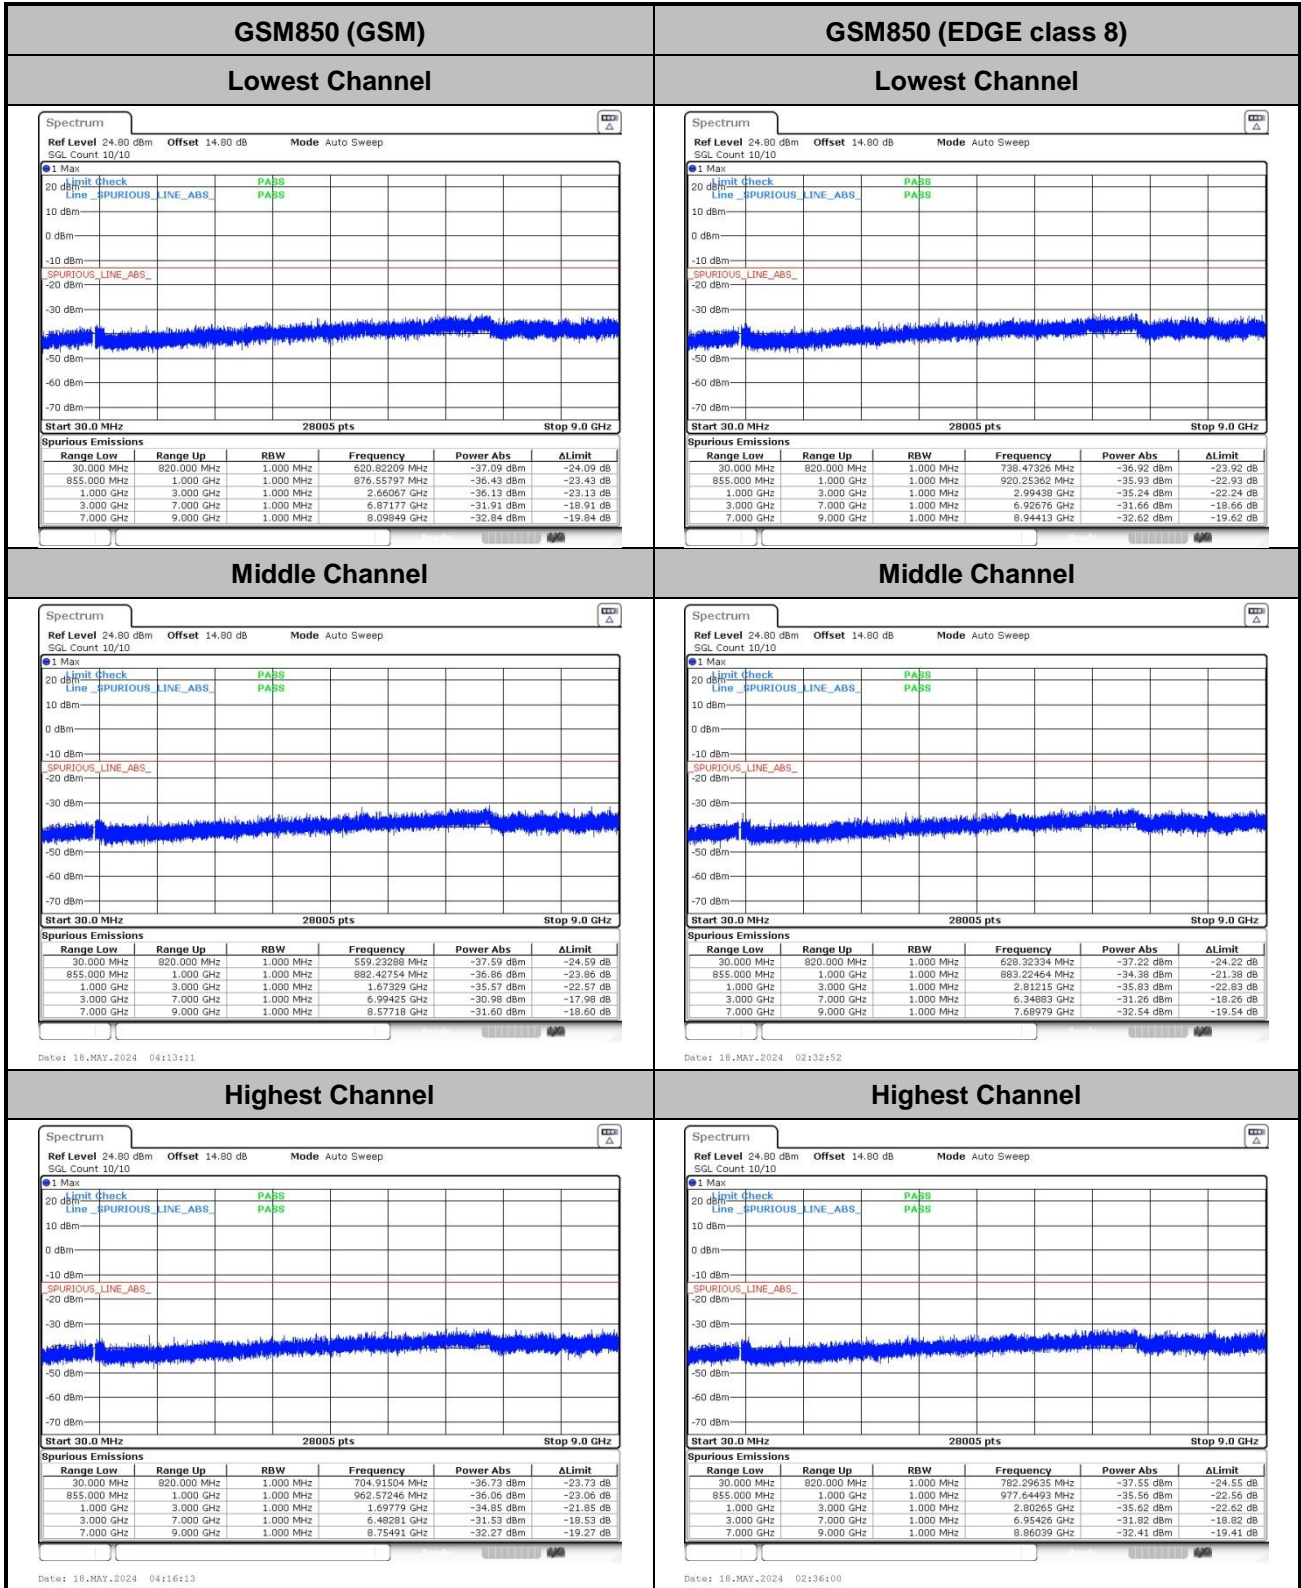 GSM850 (GSM) GSM850 (EDGE class 8)
Lowest Channel Lowest Channel
Spectrum
Ref Level 24.80 dBm Offset 14.80 dB Mode Auto Sweep
SGL Count 10/10
1 Max
Limit Check PASS
20 dBm
Line _SPURIOUS_LINE_ABS_ PASS
10 dBm
0 dBm
-10 dBm
_SPURIOUS_LINE_ABS_
-20 dBm
-30 dBm
-50 dBm
-60 dBm
-70 dBm
Start 30.0 MHz 28005 pts Stop 9.0 GHz
Spurious Emissions
Range Low Range Up RBW Frequency Power Abs ΔLimit
30.000 MHz 820.000 MHz 1.000 MHz 620.82209 MHz -37.09 dBm -24.09 dB
855.000 MHz 1.000 GHz 1.000 MHz 876.55797 MHz -36.43 dBm -23.43 dB
1.000 GHz 3.000 GHz 1.000 MHz 2.66067 GHz -36.13 dBm -23.13 dB
3.000 GHz 7.000 GHz 1.000 MHz 6.87177 GHz -31.91 dBm -18.91 dB
7.000 GHz 9.000 GHz 1.000 MHz 8.09849 GHz -32.84 dBm -19.84 dB
Spectrum
Ref Level 24.80 dBm Offset 14.80 dB Mode Auto Sweep
SGL Count 10/10
1 Max
Limit Check PASS
20 dBm
Line _SPURIOUS_LINE_ABS_ PASS
10 dBm
0 dBm
-10 dBm
_SPURIOUS_LINE_ABS_
-20 dBm
-30 dBm
-50 dBm
-60 dBm
-70 dBm
Start 30.0 MHz 28005 pts Stop 9.0 GHz
Spurious Emissions
Range Low Range Up RBW Frequency Power Abs ΔLimit
30.000 MHz 820.000 MHz 1.000 MHz 738.47326 MHz -36.92 dBm -23.92 dB
855.000 MHz 1.000 GHz 1.000 MHz 920.25362 MHz -35.93 dBm -22.93 dB
1.000 GHz 3.000 GHz 1.000 MHz 2.99438 GHz -35.24 dBm -22.24 dB
3.000 GHz 7.000 GHz 1.000 MHz 6.92676 GHz -31.66 dBm -18.66 dB
7.000 GHz 9.000 GHz 1.000 MHz 8.94413 GHz -32.62 dBm -19.62 dB
Middle Channel Middle Channel
Spectrum
Ref Level 24.80 dBm Offset 14.80 dB Mode Auto Sweep
SGL Count 10/10
1 Max
Limit Check PASS
20 dBm
Line _SPURIOUS_LINE_ABS_ PASS
10 dBm
0 dBm
-10 dBm
_SPURIOUS_LINE_ABS_
-20 dBm
-30 dBm
-50 dBm
-60 dBm
-70 dBm
Start 30.0 MHz 28005 pts Stop 9.0 GHz
Spurious Emissions
Range Low Range Up RBW Frequency Power Abs ΔLimit
30.000 MHz 820.000 MHz 1.000 MHz 559.23288 MHz -37.59 dBm -24.59 dB
855.000 MHz 1.000 GHz 1.000 MHz 882.42754 MHz -36.86 dBm -23.86 dB
1.000 GHz 3.000 GHz 1.000 MHz 1.67329 GHz -35.57 dBm -22.57 dB
3.000 GHz 7.000 GHz 1.000 MHz 6.99425 GHz -30.98 dBm -17.98 dB
7.000 GHz 9.000 GHz 1.000 MHz 8.57718 GHz -31.60 dBm -18.60 dB
Date: 18.MAY.2024 04:13:11
Spectrum
Ref Level 24.80 dBm Offset 14.80 dB Mode Auto Sweep
SGL Count 10/10
1 Max
Limit Check PASS
20 dBm
Line _SPURIOUS_LINE_ABS_ PASS
10 dBm
0 dBm
-10 dBm
_SPURIOUS_LINE_ABS_
-20 dBm
-30 dBm
-50 dBm
-60 dBm
-70 dBm
Start 30.0 MHz 28005 pts Stop 9.0 GHz
Spurious Emissions
Range Low Range Up RBW Frequency Power Abs ΔLimit
30.000 MHz 820.000 MHz 1.000 MHz 628.32334 MHz -37.22 dBm -24.22 dB
855.000 MHz 1.000 GHz 1.000 MHz 883.22464 MHz -34.38 dBm -21.38 dB
1.000 GHz 3.000 GHz 1.000 MHz 2.81215 GHz -35.83 dBm -22.83 dB
3.000 GHz 7.000 GHz 1.000 MHz 6.34883 GHz -31.26 dBm -18.26 dB
7.000 GHz 9.000 GHz 1.000 MHz 7.68979 GHz -32.54 dBm -19.54 dB
Date: 18.MAY.2024 02:32:52
Highest Channel Highest Channel
Spectrum
Ref Level 24.80 dBm Offset 14.80 dB Mode Auto Sweep
SGL Count 10/10
1 Max
Limit Check PASS
20 dBm
Line _SPURIOUS_LINE_ABS_ PASS
10 dBm
0 dBm
-10 dBm
_SPURIOUS_LINE_ABS_
-20 dBm
-30 dBm
-50 dBm
-60 dBm
-70 dBm
Start 30.0 MHz 28005 pts Stop 9.0 GHz
Spurious Emissions
Range Low Range Up RBW Frequency Power Abs ΔLimit
30.000 MHz 820.000 MHz 1.000 MHz 704.91504 MHz -36.73 dBm -23.73 dB
855.000 MHz 1.000 GHz 1.000 MHz 962.57246 MHz -36.06 dBm -23.06 dB
1.000 GHz 3.000 GHz 1.000 MHz 1.69779 GHz -34.85 dBm -21.85 dB
3.000 GHz 7.000 GHz 1.000 MHz 6.48281 GHz -31.53 dBm -18.53 dB
7.000 GHz 9.000 GHz 1.000 MHz 8.75491 GHz -32.27 dBm -19.27 dB
Date: 18.MAY.2024 04:16:13
Spectrum
Ref Level 24.80 dBm Offset 14.80 dB Mode Auto Sweep
SGL Count 10/10
1 Max
Limit Check PASS
20 dBm
Line _SPURIOUS_LINE_ABS_ PASS
10 dBm
0 dBm
-10 dBm
_SPURIOUS_LINE_ABS_
-20 dBm
-30 dBm
-50 dBm
-60 dBm
-70 dBm
Start 30.0 MHz 28005 pts Stop 9.0 GHz
Spurious Emissions
Range Low Range Up RBW Frequency Power Abs ΔLimit
30.000 MHz 820.000 MHz 1.000 MHz 782.29635 MHz -37.55 dBm -24.55 dB
855.000 MHz 1.000 GHz 1.000 MHz 977.64493 MHz -35.56 dBm -22.56 dB
1.000 GHz 3.000 GHz 1.000 MHz 2.80265 GHz -35.62 dBm -22.62 dB
3.000 GHz 7.000 GHz 1.000 MHz 6.95426 GHz -31.82 dBm -18.82 dB
7.000 GHz 9.000 GHz 1.000 MHz 8.86039 GHz -32.41 dBm -19.41 dB
Date: 18.MAY.2024 02:36:00